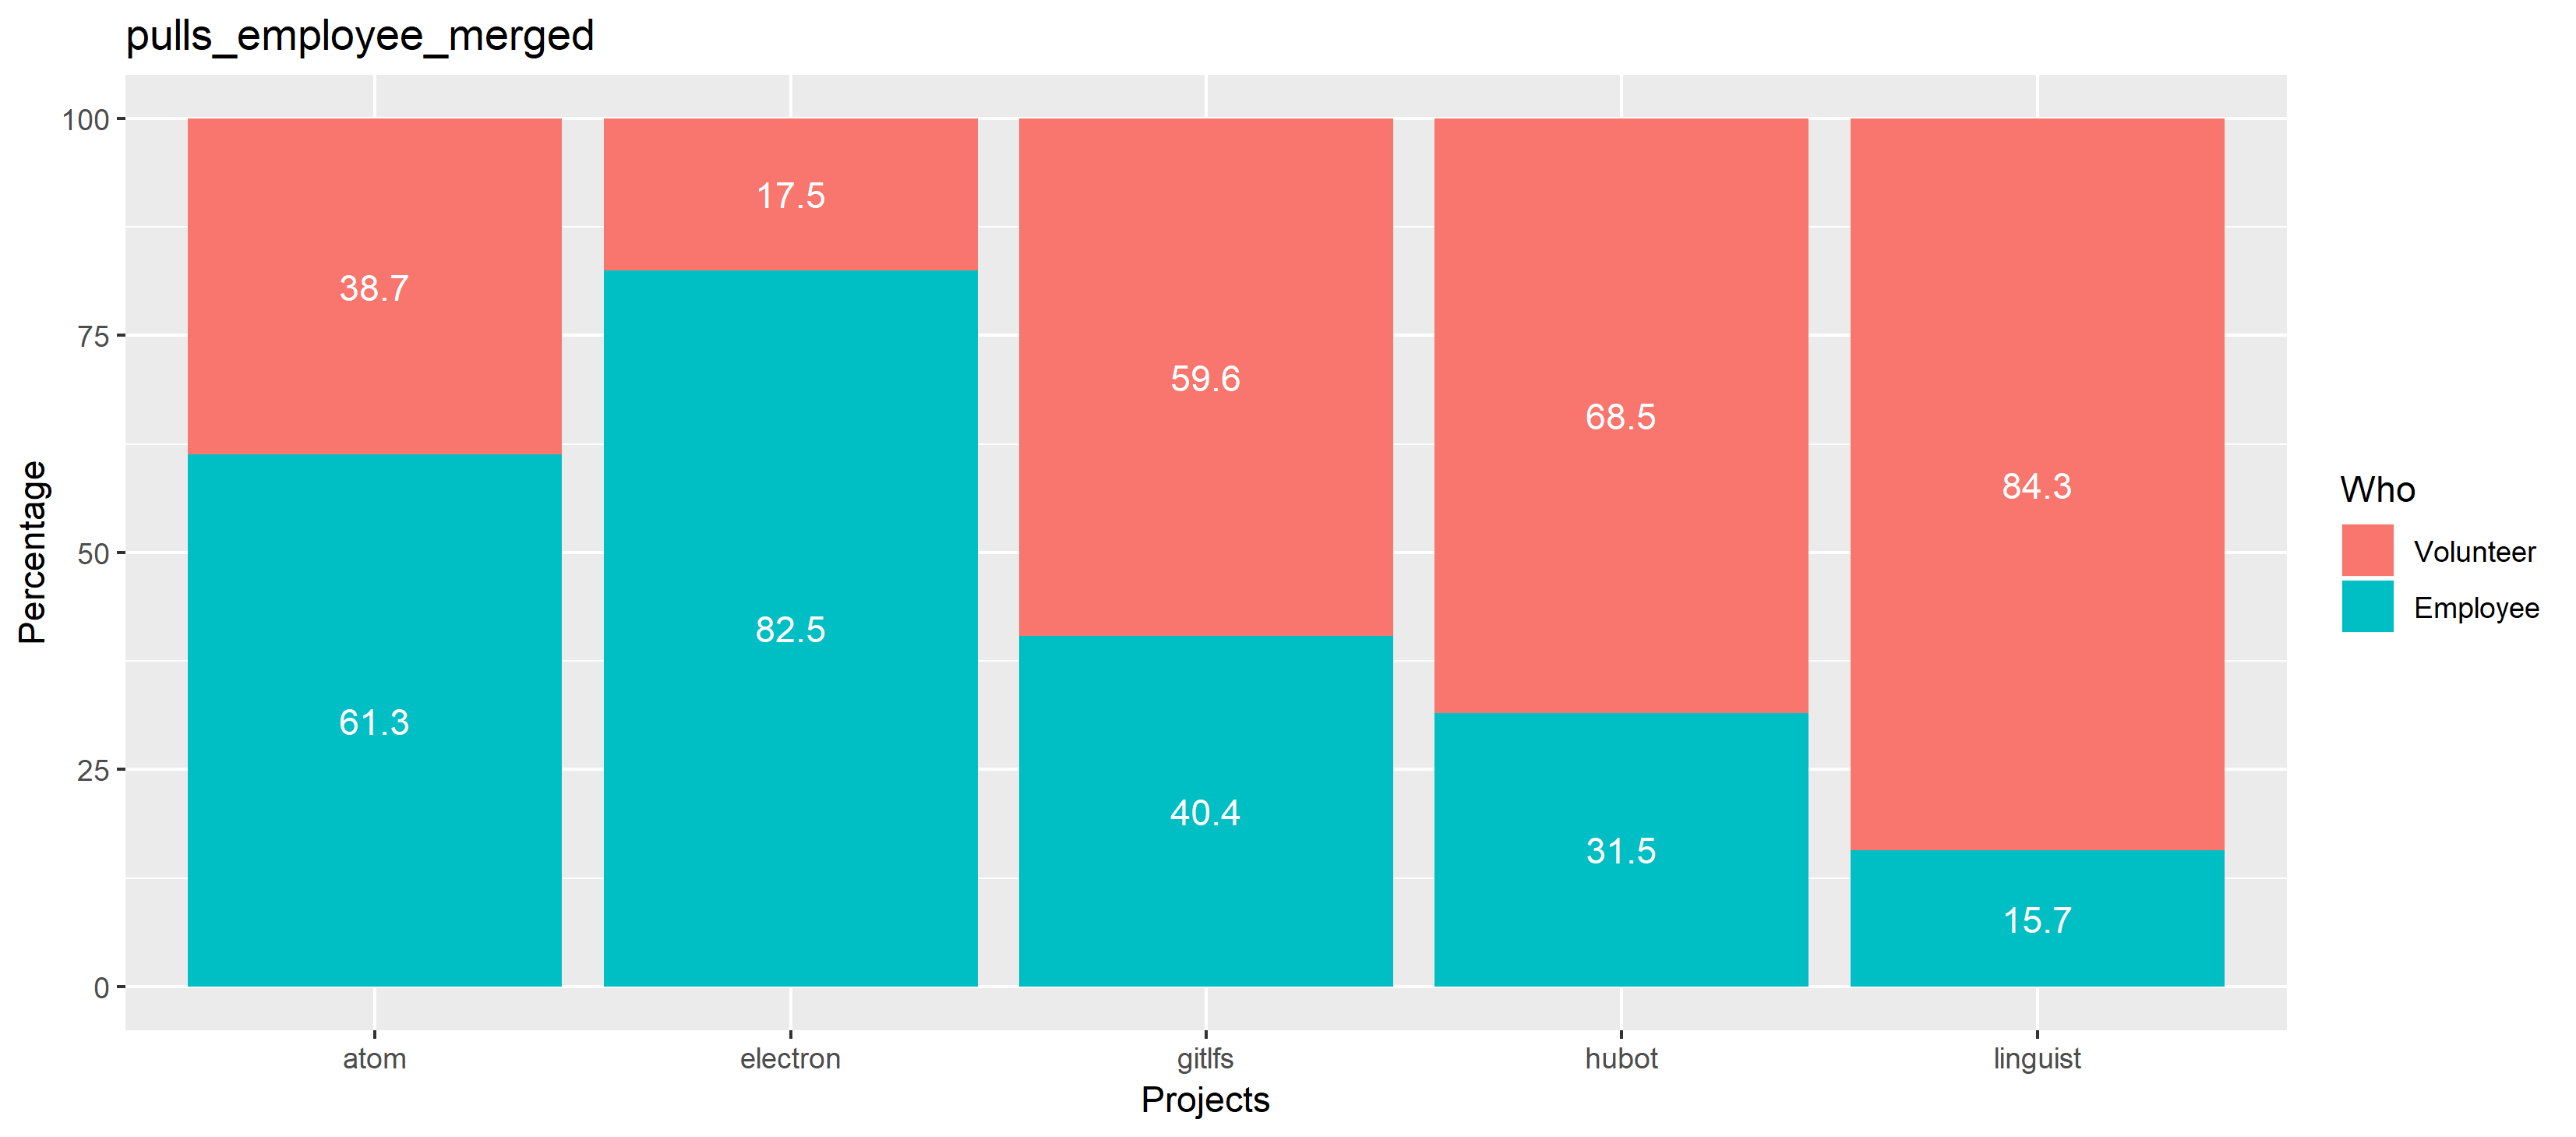 pulls_employee_merged
Percentage
100
75
50
25
0
38.7
61.3
17.5
82.5
59.6
40.4
68.5
31.5
84.3
15.7
atom
electron
gitlfs
hubot
linguist
Projects
Who
Volunteer
Employee